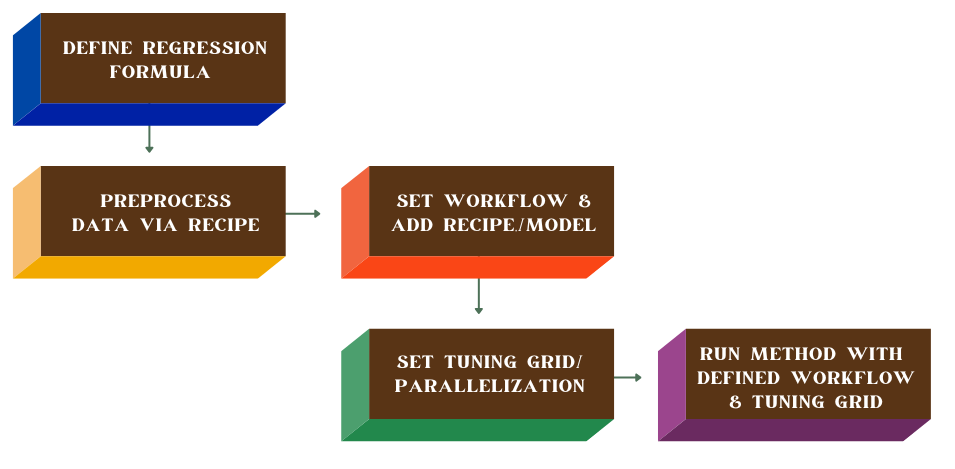 DEFINE REGRESSION
FORMULA
PREPROCESS
DATA VIA RECIPE
SET WORKFLOW &
ADD RECIPE/MODEL
SET TUNING GRID/
PARALLELIZATION
RUN METHOD WITH
DEFINED WORKFLOW
& TUNING GRID